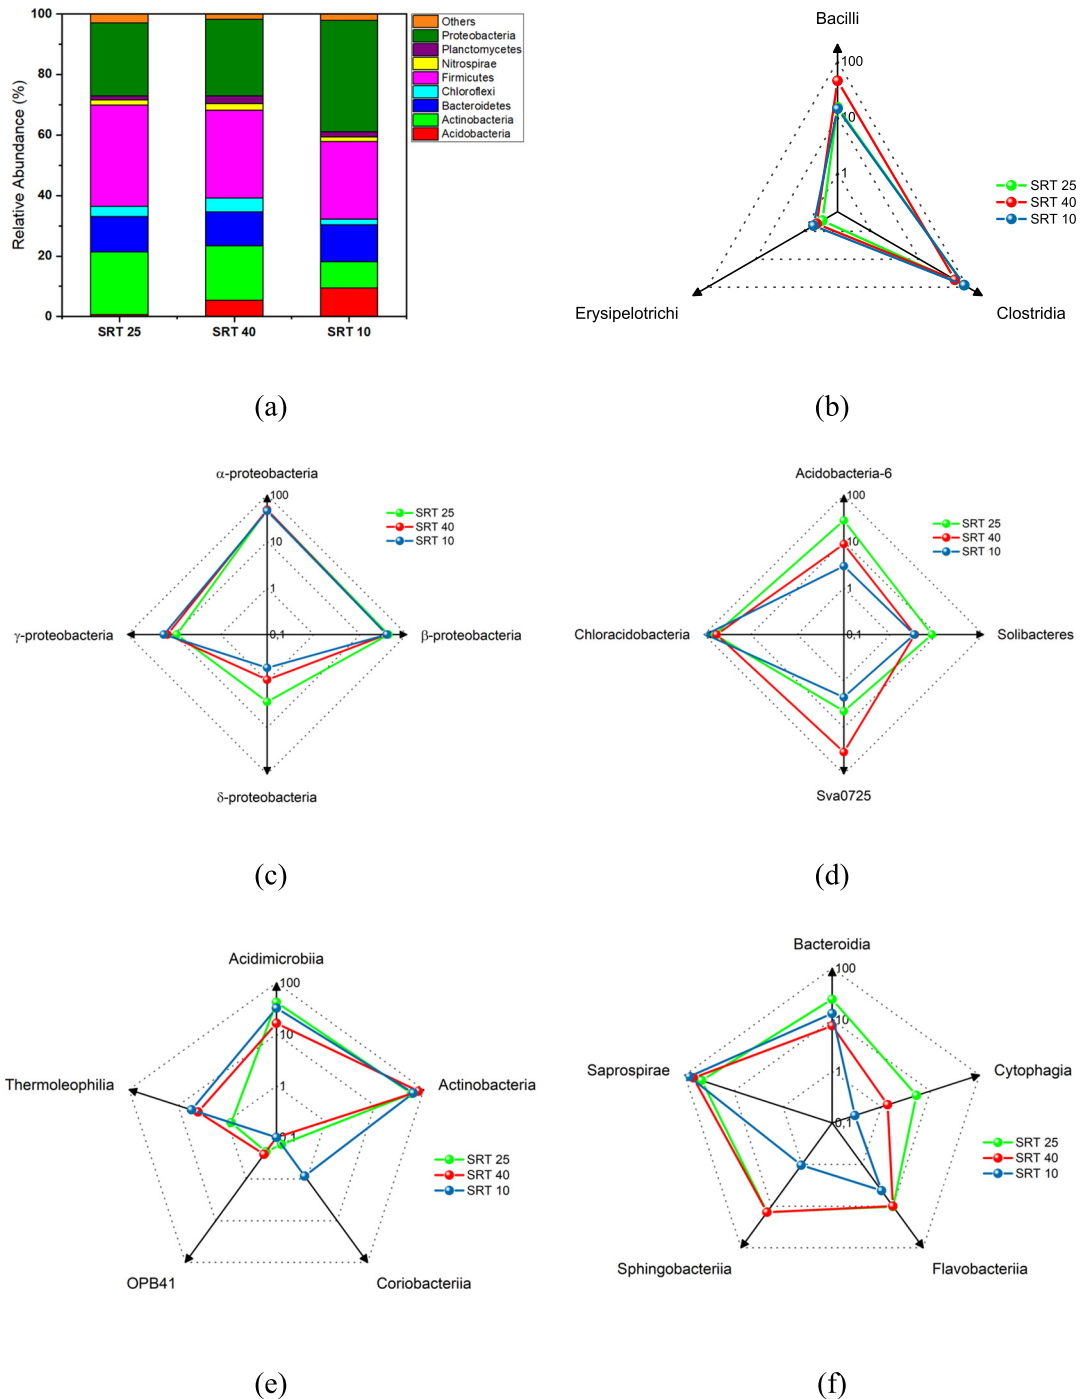 100
80
60
40
20
0
Relative Abundance (%)
SRT 25
SRT 40
SRT 10
Others
Proteobacteria
Planctomycetes
Nitrospirae
Firmicutes
Chloroflexi
Bacteroidetes
Actinobacteria
Acidobacteria
(a)
Bacilli
100
10
1
SRT 25
SRT 40
SRT 10
Erysipelotrichi
Clostridia
(b)
α-proteobacteria
100
10
1
0,1
SRT 25
SRT 40
SRT 10
γ-proteobacteria
β-proteobacteria
δ-proteobacteria
(c)
Acidobacteria-6
100
10
1
0,1
SRT 25
SRT 40
SRT 10
Chloracidobacteria
Solibacteres
Sva0725
(d)
Acidimicrobiia
100
10
1
0,1
Thermoleophilia
Actinobacteria
SRT 25
SRT 40
SRT 10
OPB41
Coriobacteriia
(e)
Bacteroidia
100
10
1
0,1
Saprospirae
Cytophagia
SRT 25
SRT 40
SRT 10
Sphingobacteriia
Flavobacteriia
(f)